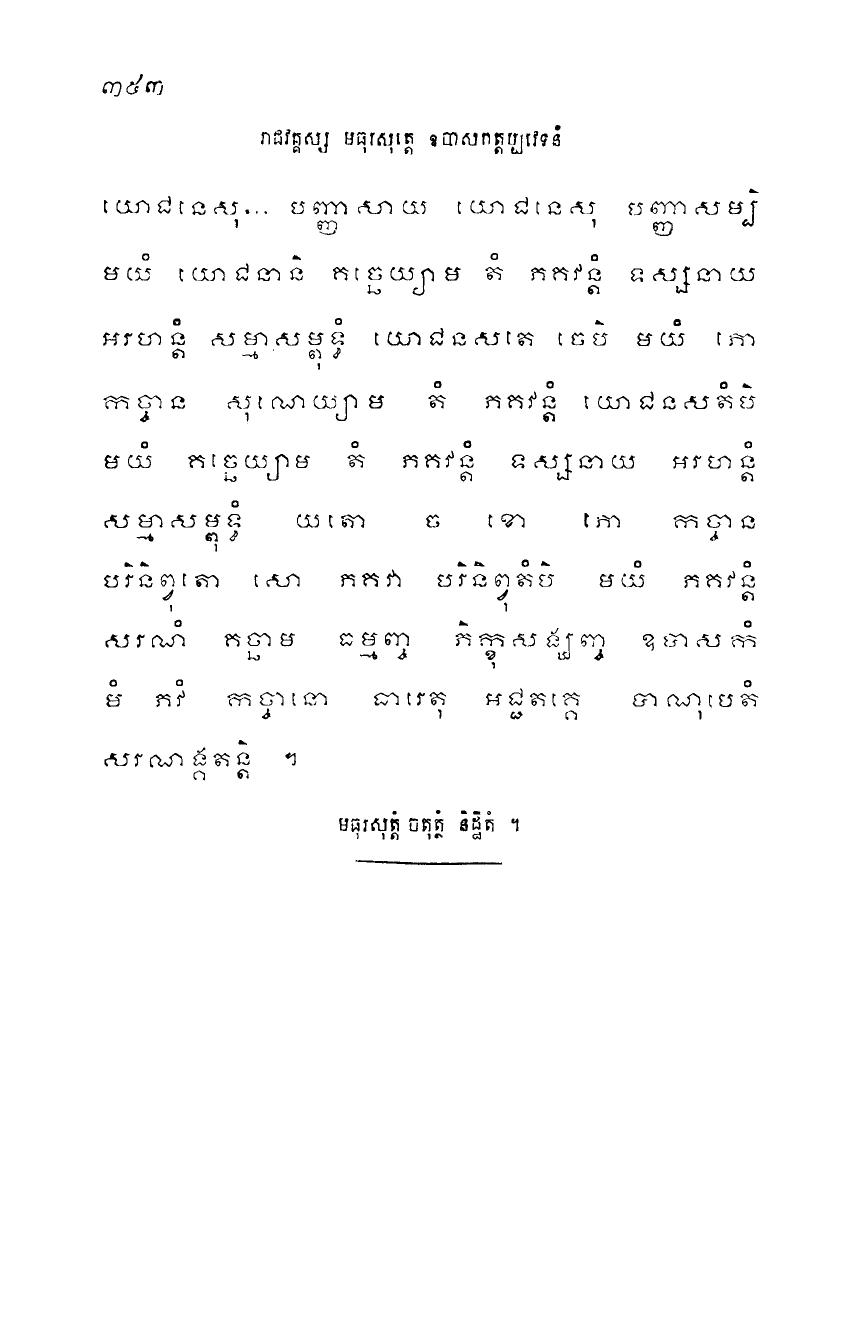 ៣៥៣
រាជវគ្គស្ស មធុរសុត្តេ ឧបាសកត្តប្បវេទនំ
យោជនេសុ... បញ្ញាសាយ យោជនេសុ បញ្ញាសម្បិ
មយំ យោជនានិ គច្ឆេយ្យាម តំ ភគវន្តំ ទស្សនាយ
អរហន្តំ សម្មាសម្ពុទ្ធំ យោជនសតេ ចេបិ មយំ ភោ
កច្ចាន សុណេយ្យាម តំ ភគវន្តំ យោជនសតំបិ
មយំ គច្ឆេយ្យាម តំ ភគវន្តំ ទស្សនាយ អរហន្តំ
សម្មាសម្ពុទ្ធំ យតោ ច ខោ ភោ កច្ចាន
បរិនិព្វុតោ សោ ភគវា បរិនិព្វុតំបិ មយំ ភគវន្តំ
សរណំ គច្ឆាម ធម្មញ្ច ភិក្ខុសង្ឃញ្ច ឧបាសកំ
មំ ភវំ កច្ចានោ ធារេតុ អជ្ជតគ្គេ បាណុបេតំ
សរណង្គតន្តិ ។
មធុរសុត្តំ ចតុត្ថំ និដ្ឋិតំ ។